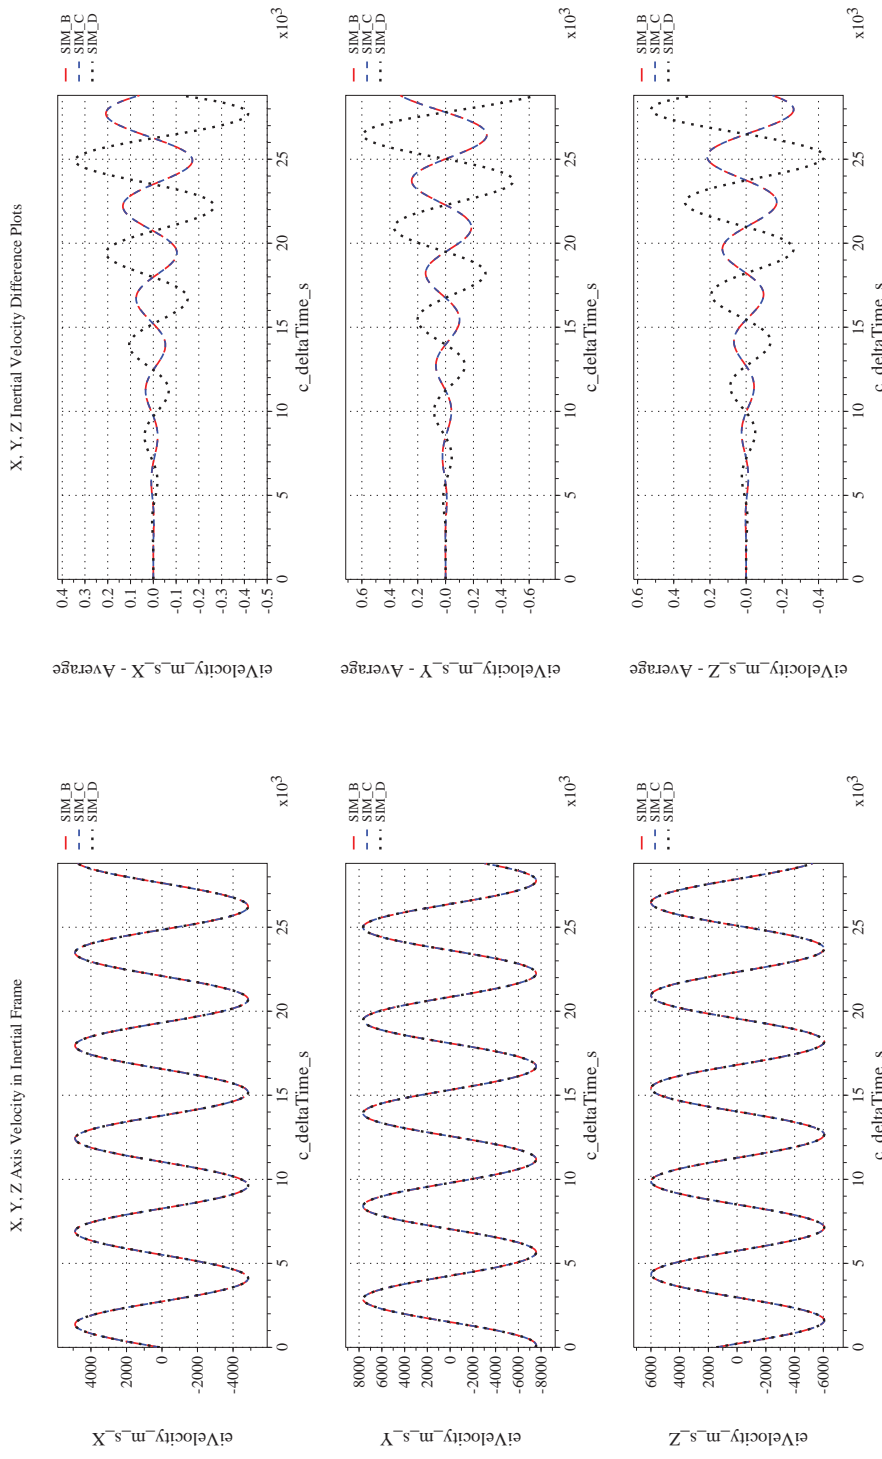 X, Y, Z Axis Velocity in Inertial Frame
eiVelocity_m_s_X
4000
2000
0
-2000
-4000
0
5
10
15
20
25
x10³
c_deltaTime_s
SIM_B
SIM_C
SIM_D
eiVelocity_m_s_Y
8000
6000
4000
2000
0
-2000
-4000
-6000
-8000
0
5
10
15
20
25
x10³
c_deltaTime_s
SIM_B
SIM_C
SIM_D
eiVelocity_m_s_Z
6000
4000
2000
0
-2000
-4000
-6000
0
5
10
15
20
25
x10³
c_deltaTime_s
SIM_B
SIM_C
SIM_D
X, Y, Z Inertial Velocity Difference Plots
eiVelocity_m_s_X - Average
0.4
0.3
0.2
0.1
0.0
-0.1
-0.2
-0.3
-0.4
-0.5
0
5
10
15
20
25
x10³
c_deltaTime_s
SIM_B
SIM_C
SIM_D
eiVelocity_m_s_Y - Average
0.6
0.4
0.2
-0.0
-0.2
-0.4
-0.6
0
5
10
15
20
25
x10³
c_deltaTime_s
SIM_B
SIM_C
SIM_D
eiVelocity_m_s_Z - Average
0.6
0.4
0.2
-0.0
-0.2
-0.4
0
5
10
15
20
25
x10³
c_deltaTime_s
SIM_B
SIM_C
SIM_D